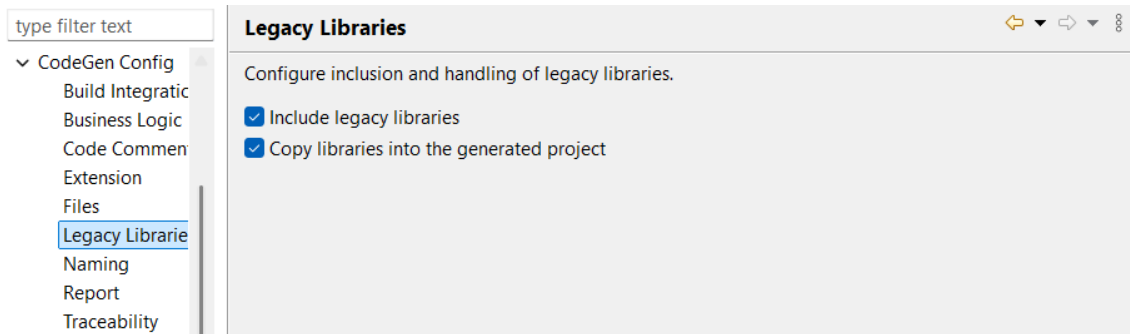 type filter text
CodeGen Config
Build Integratic
Business Logic
Code Commen
Extension
Files
Legacy Librarie
Naming
Report
Traceability
Legacy Libraries
Configure inclusion and handling of legacy libraries.
Include legacy libraries
Copy libraries into the generated project